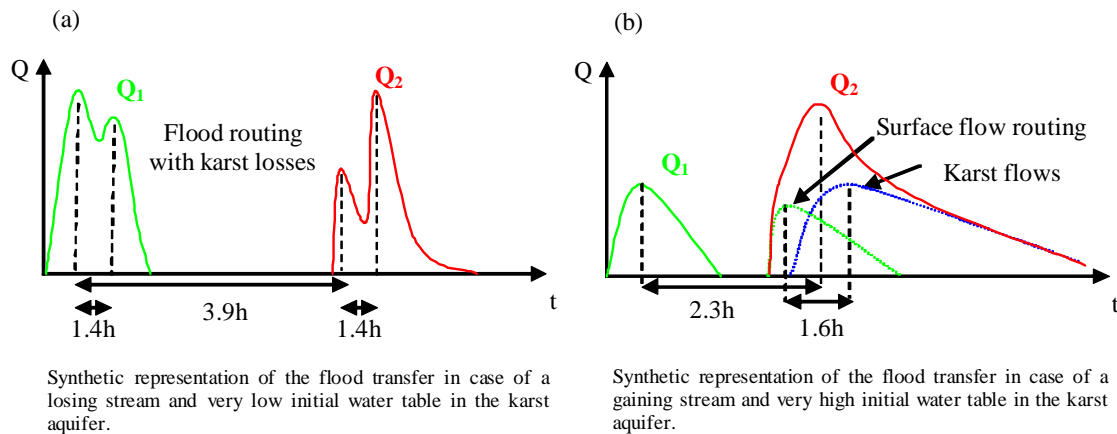 (a)
Q
Q1
Q2
Flood routing
with karst losses
t
3.9h
1.4h
1.4h
Synthetic representation of the flood transfer in case of a
losing stream and very low initial water table in the karst
aquifer.
(b)
Q
Q2
Surface flow routing
Q1
Karst flows
t
2.3h
1.6h
Synthetic representation of the flood transfer in case of a
gaining stream and very high initial water table in the karst
aquifer.